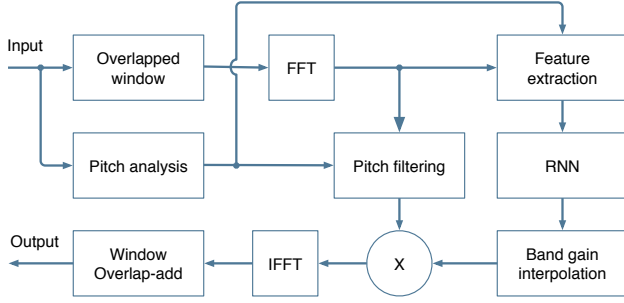 Input
Overlapped
window
FFT
Feature
extraction
Pitch analysis
Pitch filtering
RNN
Output
Window
Overlap-add
IFFT
X
Band gain
interpolation